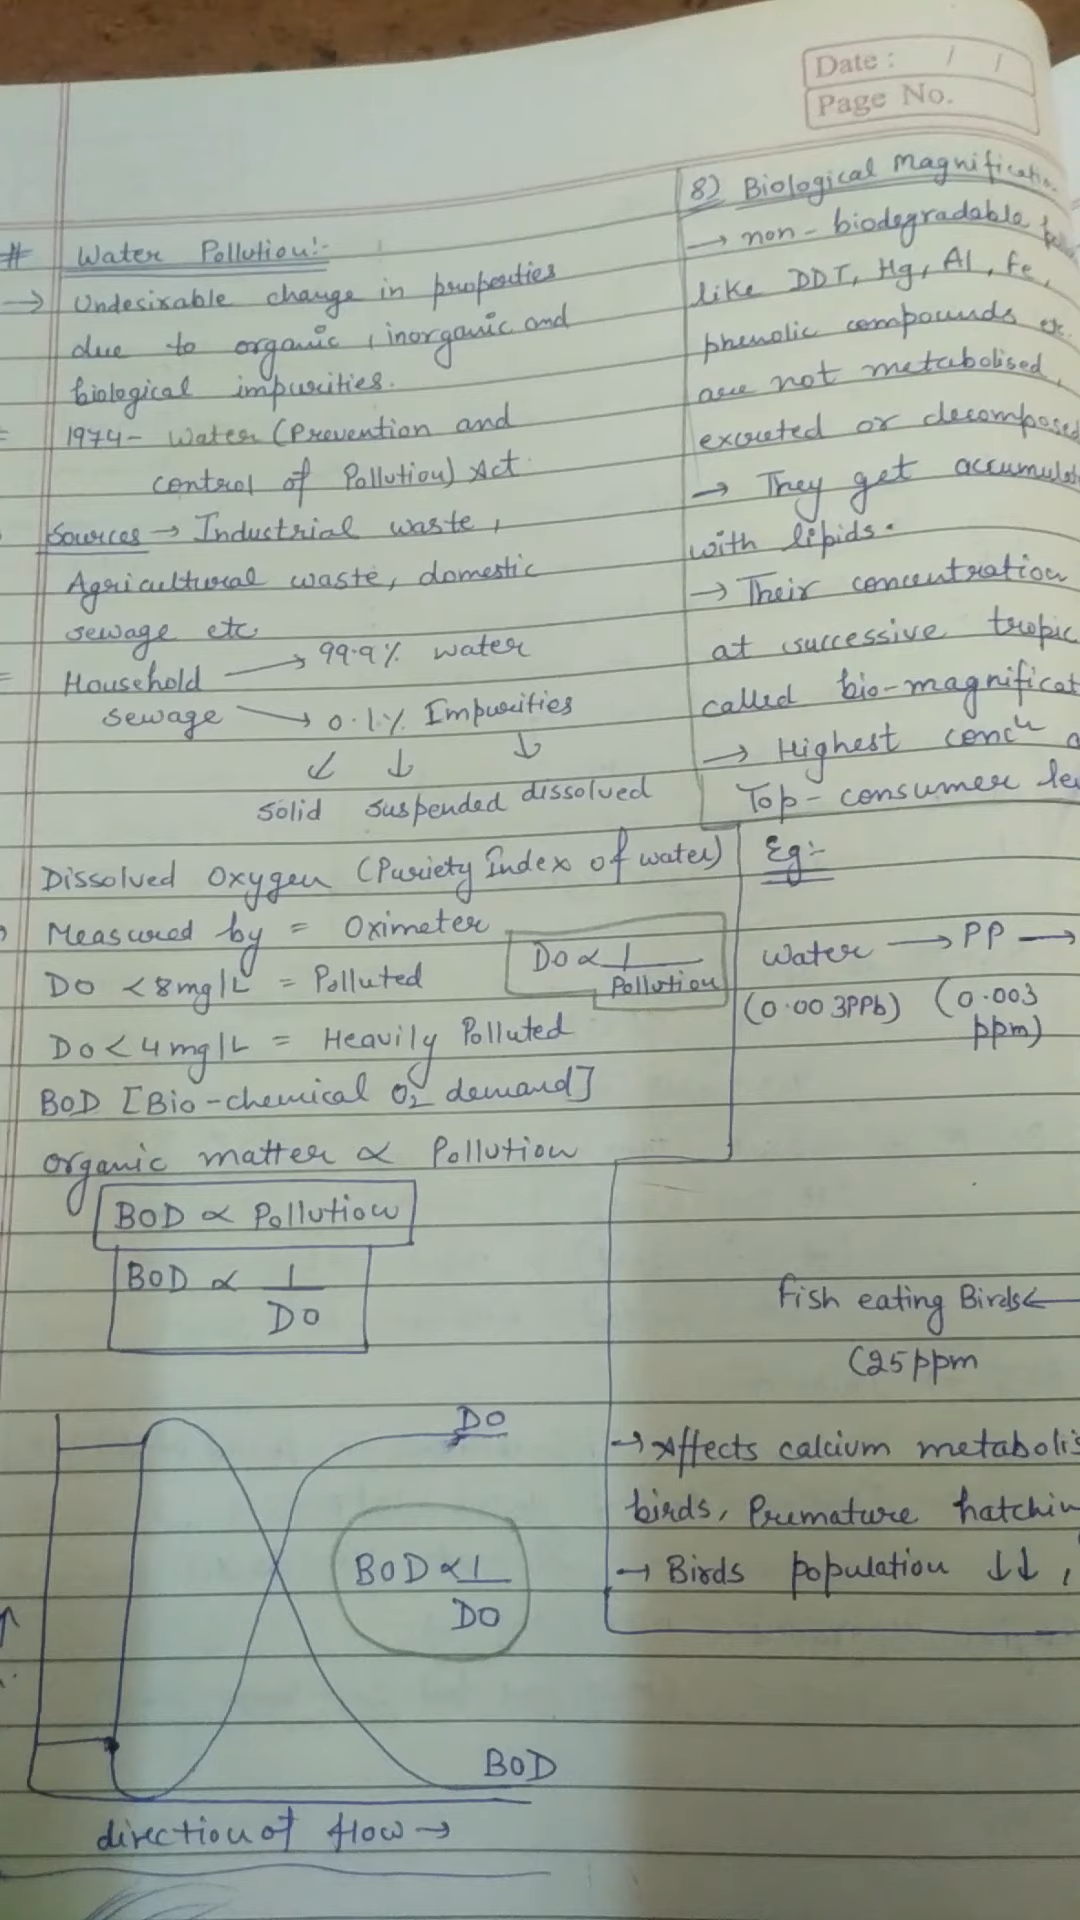 Date : / /
Page No.
# Water Pollution:-
→ Undesirable change in properties
due to organic, inorganic and
biological impurities.
1974- Water (Prevention and
control of Pollution) Act.
Sources → Industrial waste,
Agricultural waste, domestic
sewage etc
Household → 99.9% water
sewage → 0.1% Impurities
↙ ↓ ↓
Solid suspended dissolved
Dissolved Oxygen (Puriety Index of water)
Measured by = Oximeter
DO < 8mg/L = Polluted
DO ∝ 1/Pollution
DO < 4mg/L = Heavily Polluted
BOD [Bio-chemical O2 demand]
organic matter ∝ Pollution
BOD ∝ Pollution
BOD ∝ 1/DO
DO
BOD ∝ 1/DO
BOD
direction of flow →
8) Biological Magnificatio
→ non-biodegradable
like DDT, Hg, Al, Fe,
phenolic compounds etc.
are not metabolised,
excreted or decomposed
→ They get accumulat
with lipids.
→ Their concentration
at successive tropic
called bio-magnificat
→ Highest concn
Top-consumer le
Eg:-
Water → PP →
(0.003PPb) (0.003
ppm)
Fish eating Birds ←
(25ppm
→ Affects calcium metabolis
birds, Premature hatchin
→ Birds population ↓↓,